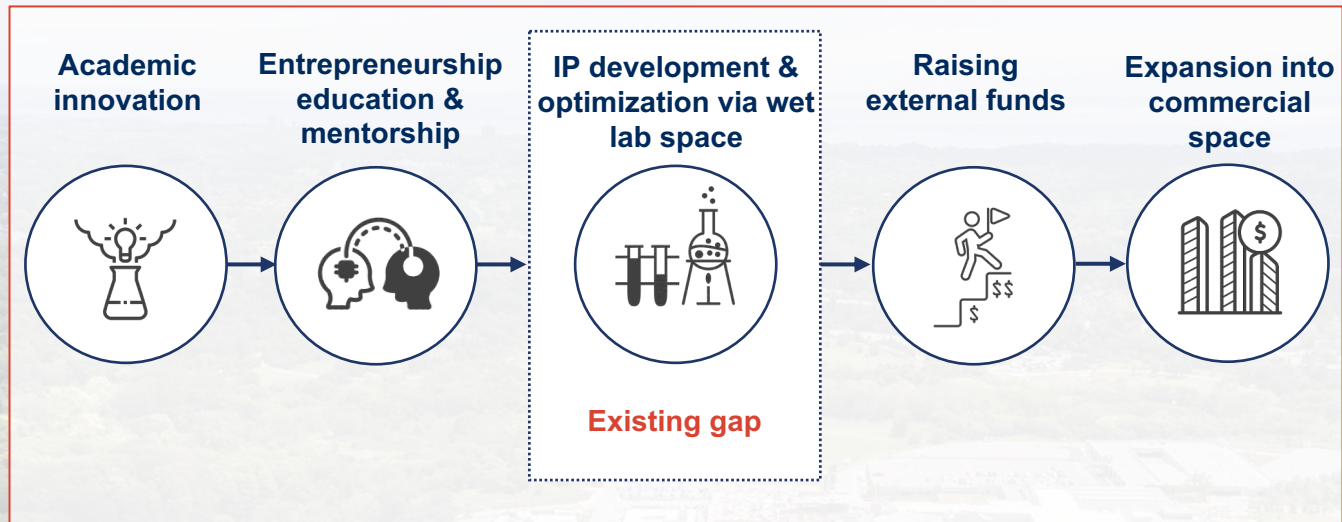 Academic
innovation
Entrepreneurship
education &
mentorship
IP development &
optimization via wet
lab space
Existing gap
Raising
external funds
$
$$
Expansion into
commercial
space
$